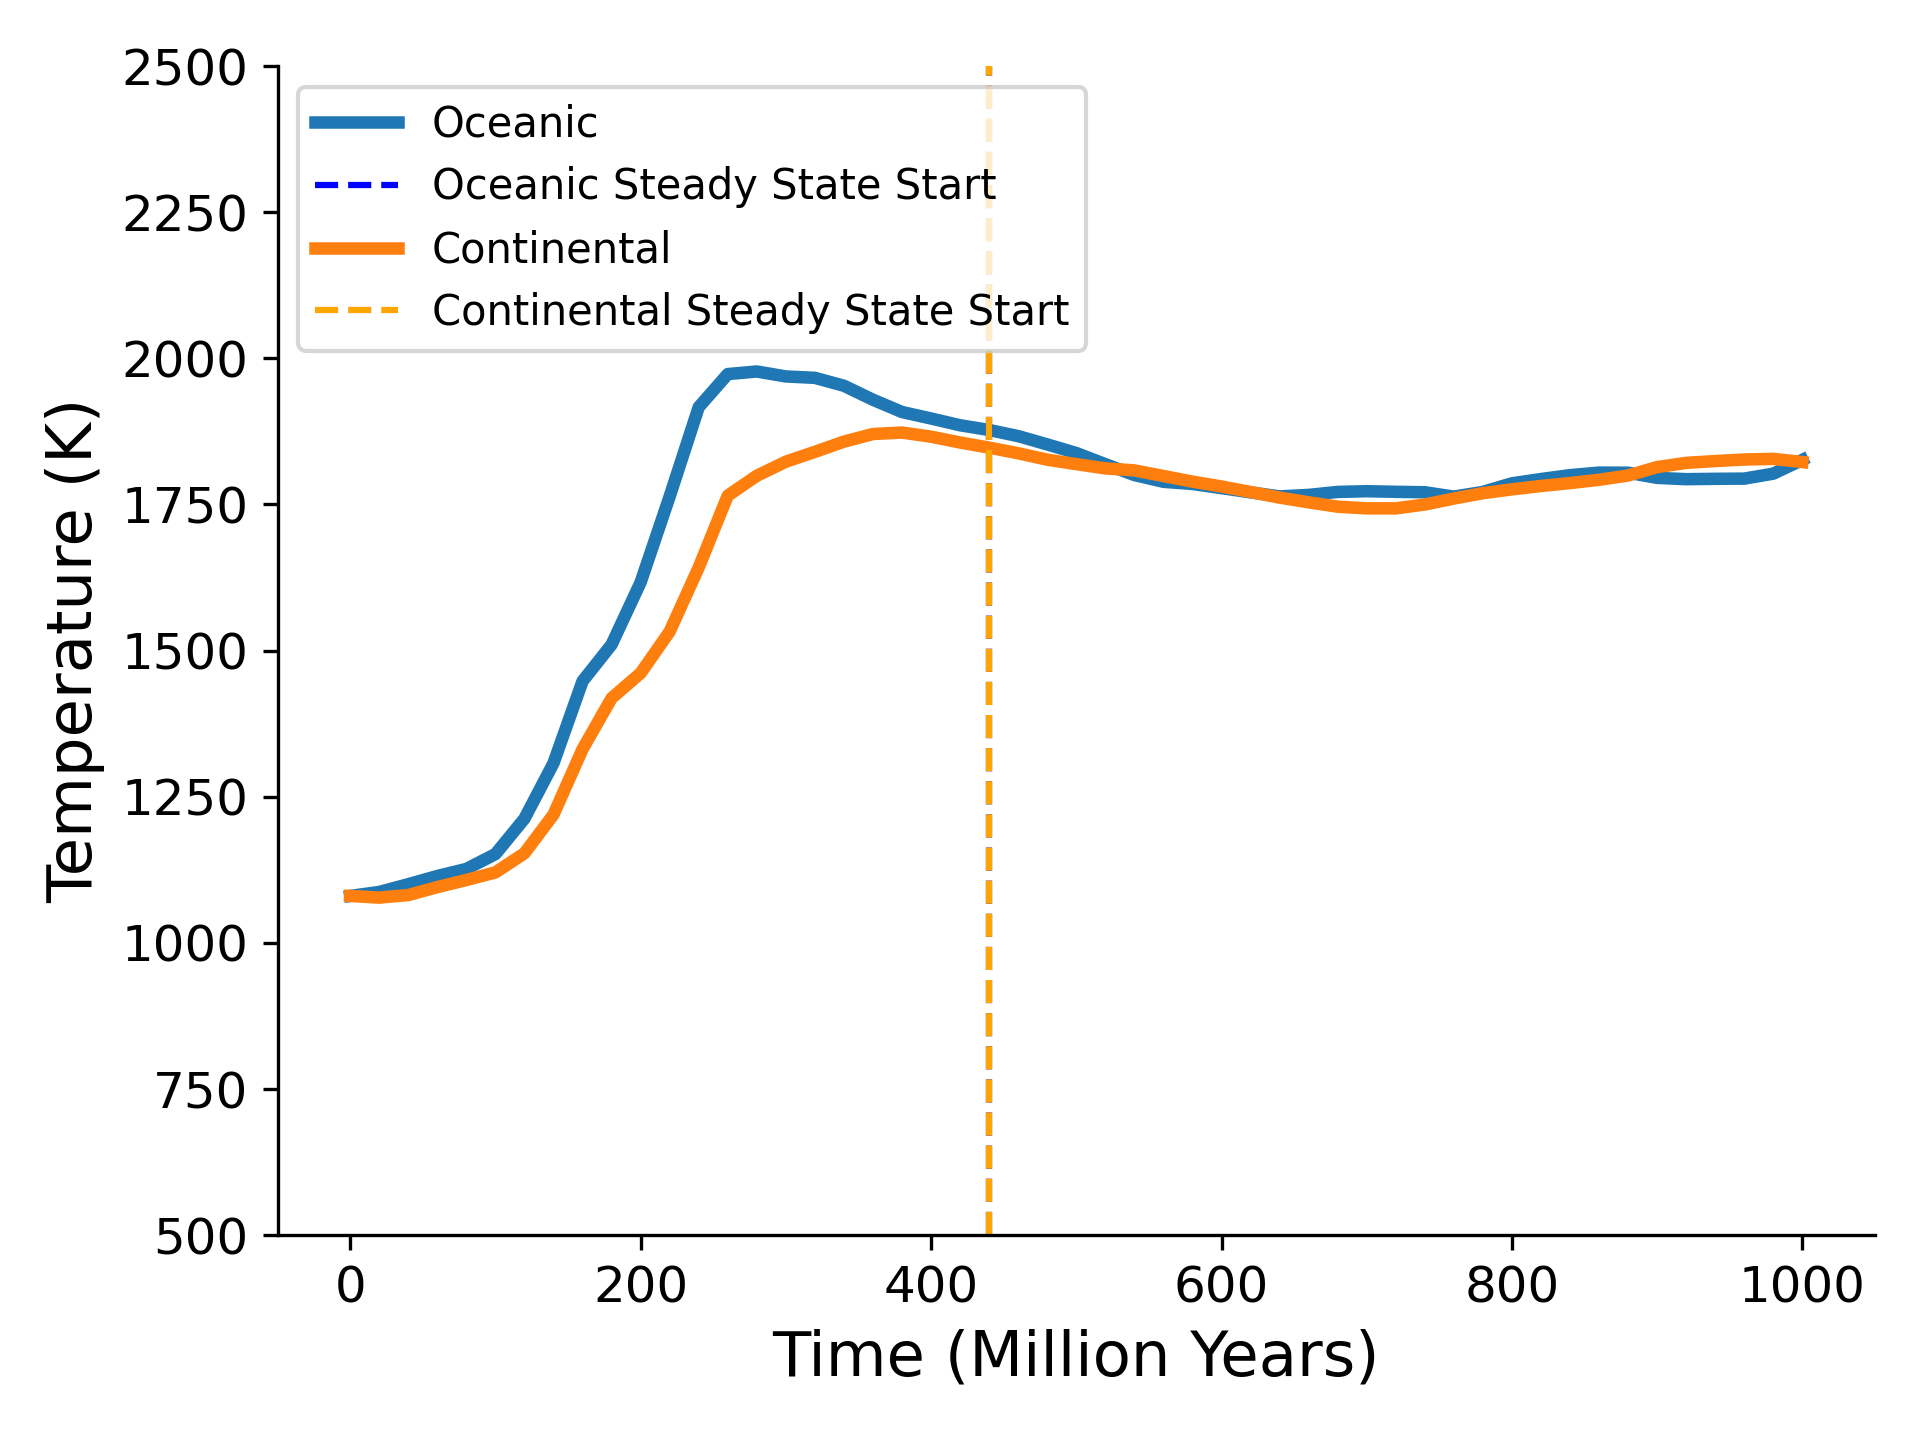 2500
2250
2000
1750
1500
1250
1000
750
500
Temperature (K)
Oceanic
Oceanic Steady State Start
Continental
Continental Steady State Start
0 200 400 600 800 1000
Time (Million Years)